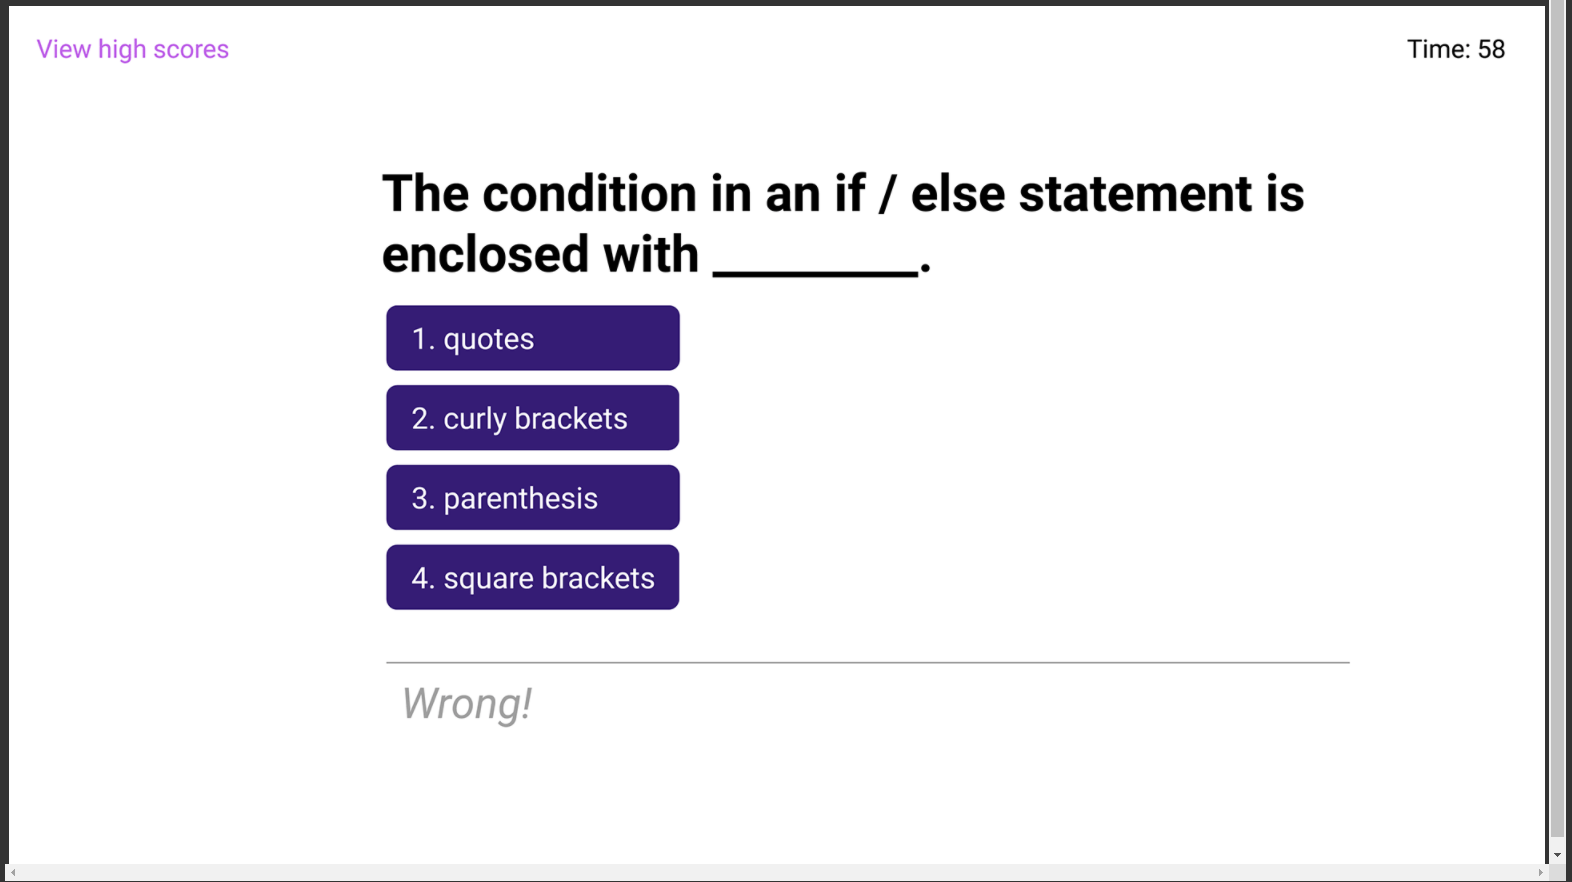 View high scores
Time: 58
The condition in an if / else statement is
enclosed with ________.
1. quotes
2. curly brackets
3. parenthesis
4. square brackets
Wrong!